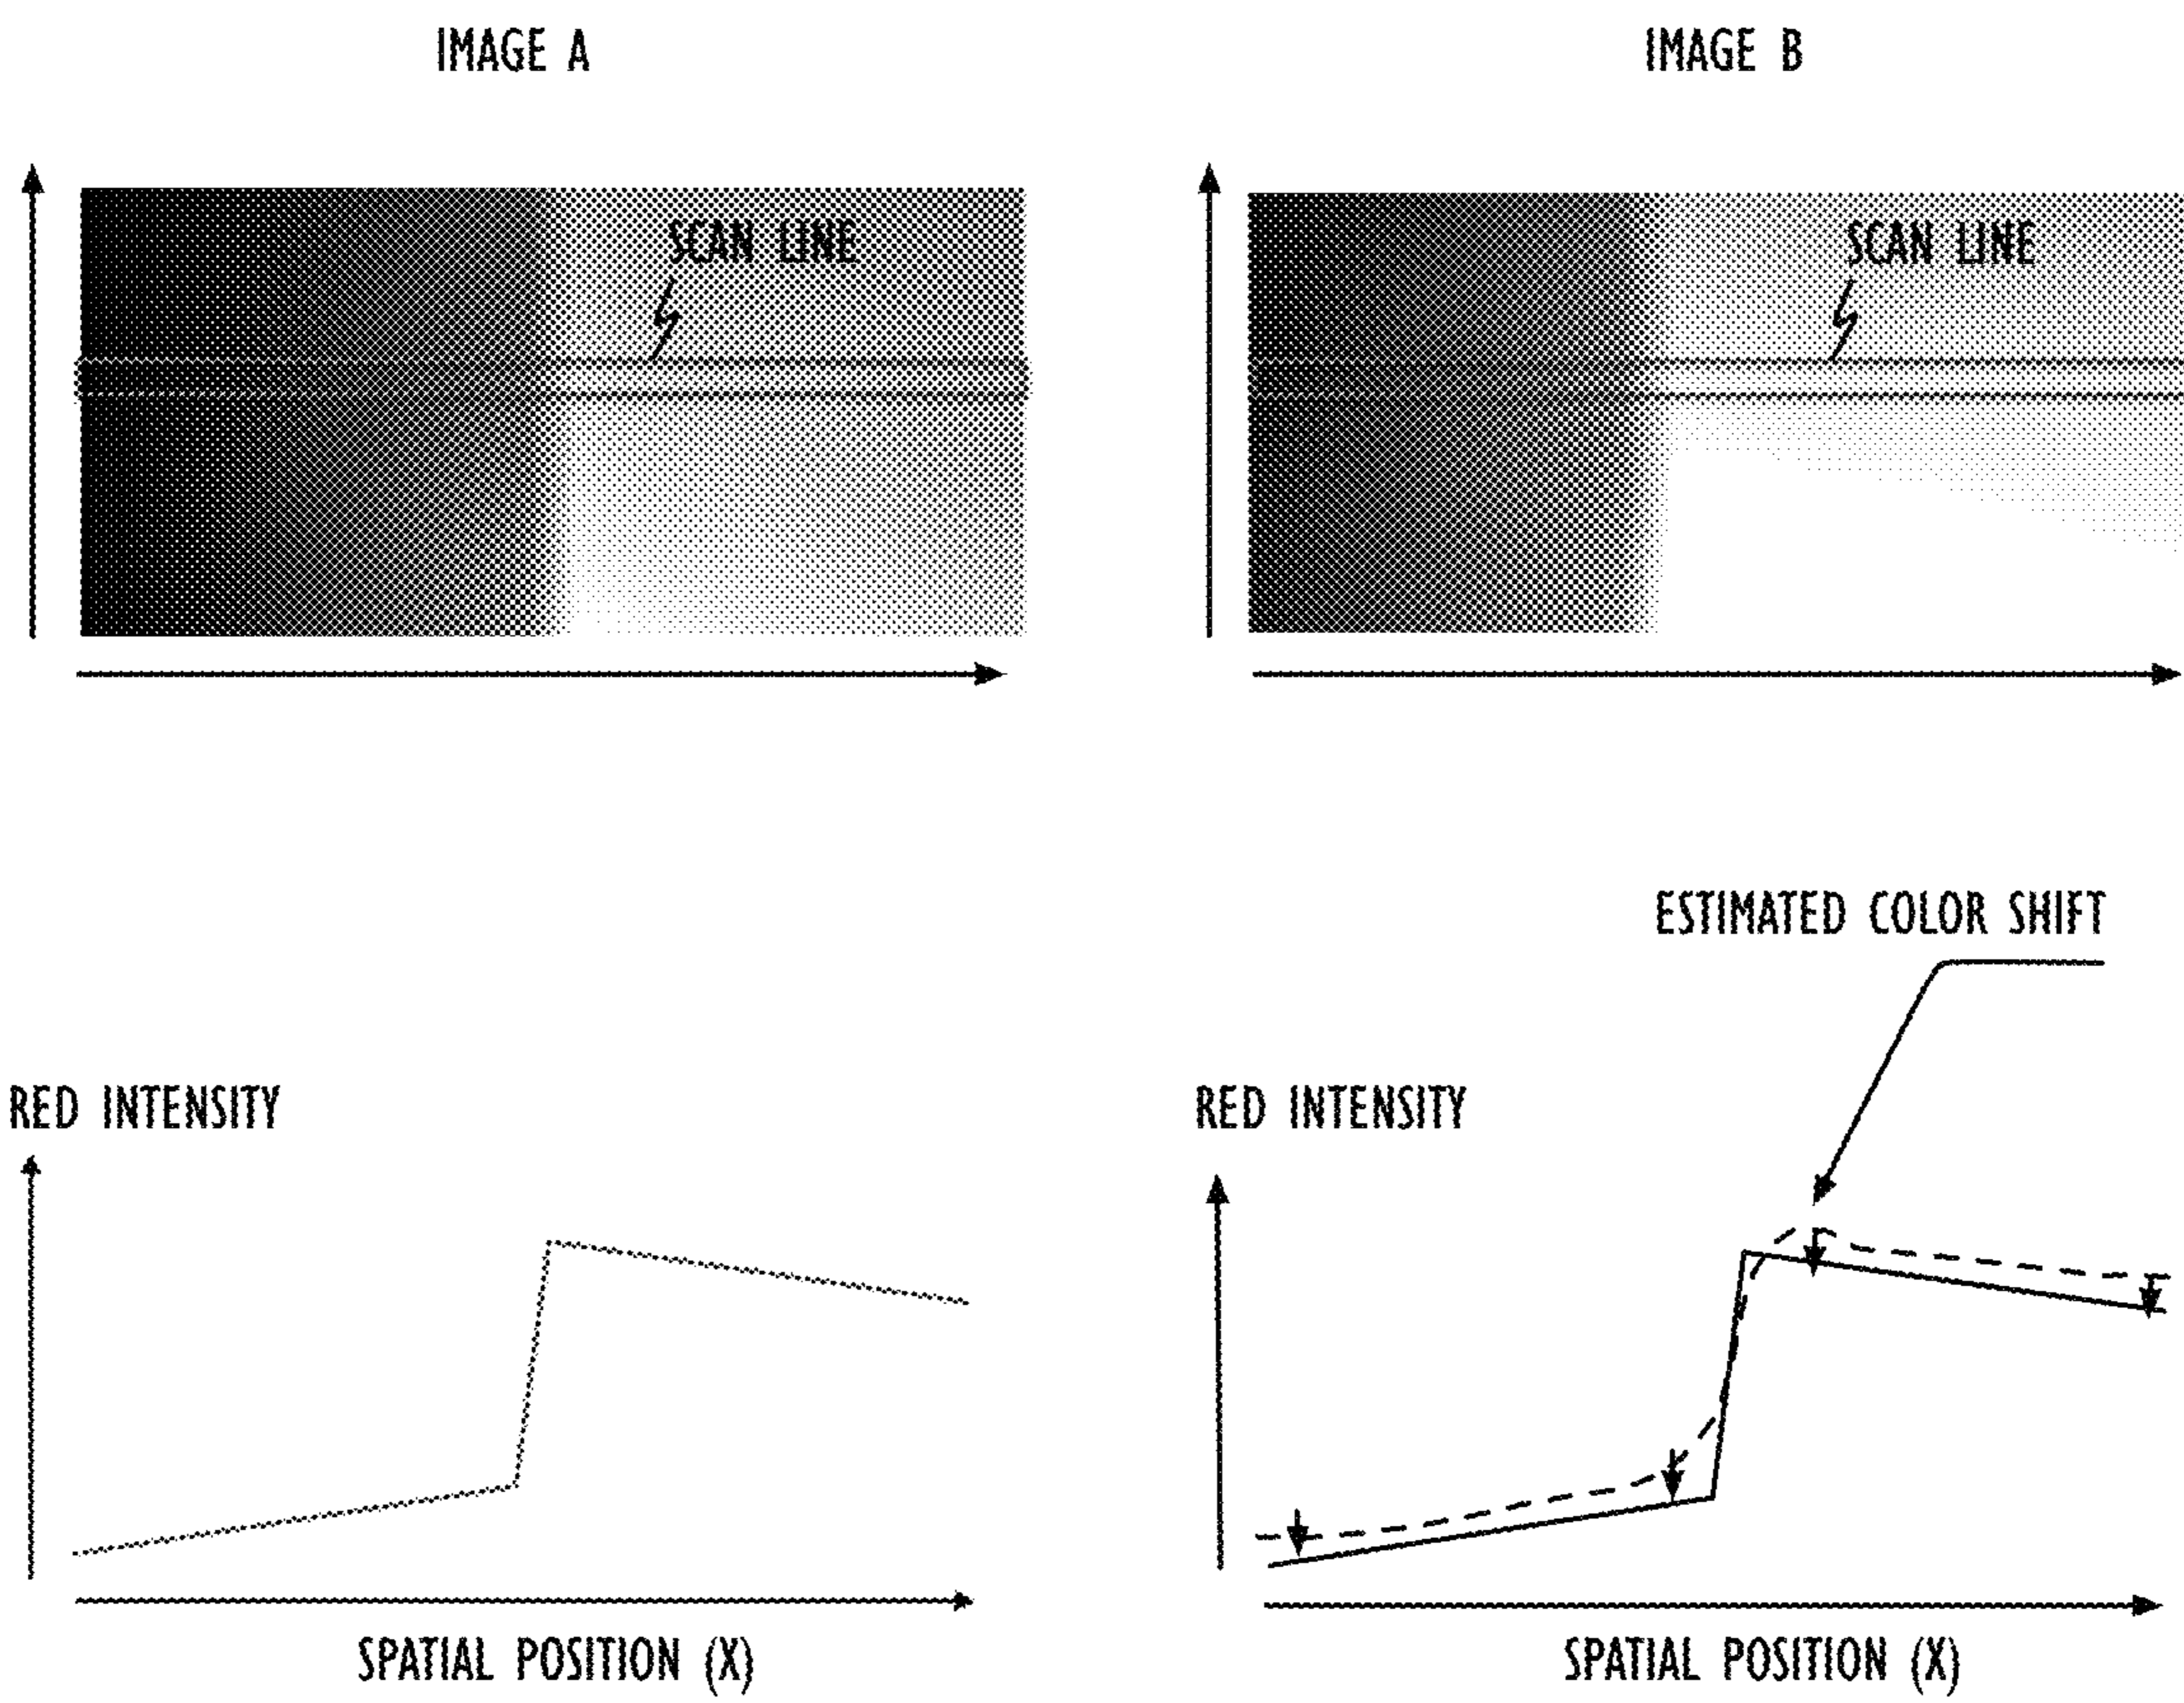 IMAGE A
IMAGE B
SCAN LINE
SCAN LINE
ESTIMATED COLOR SHIFT
RED INTENSITY
RED INTENSITY
SPATIAL POSITION (X)
SPATIAL POSITION (X)